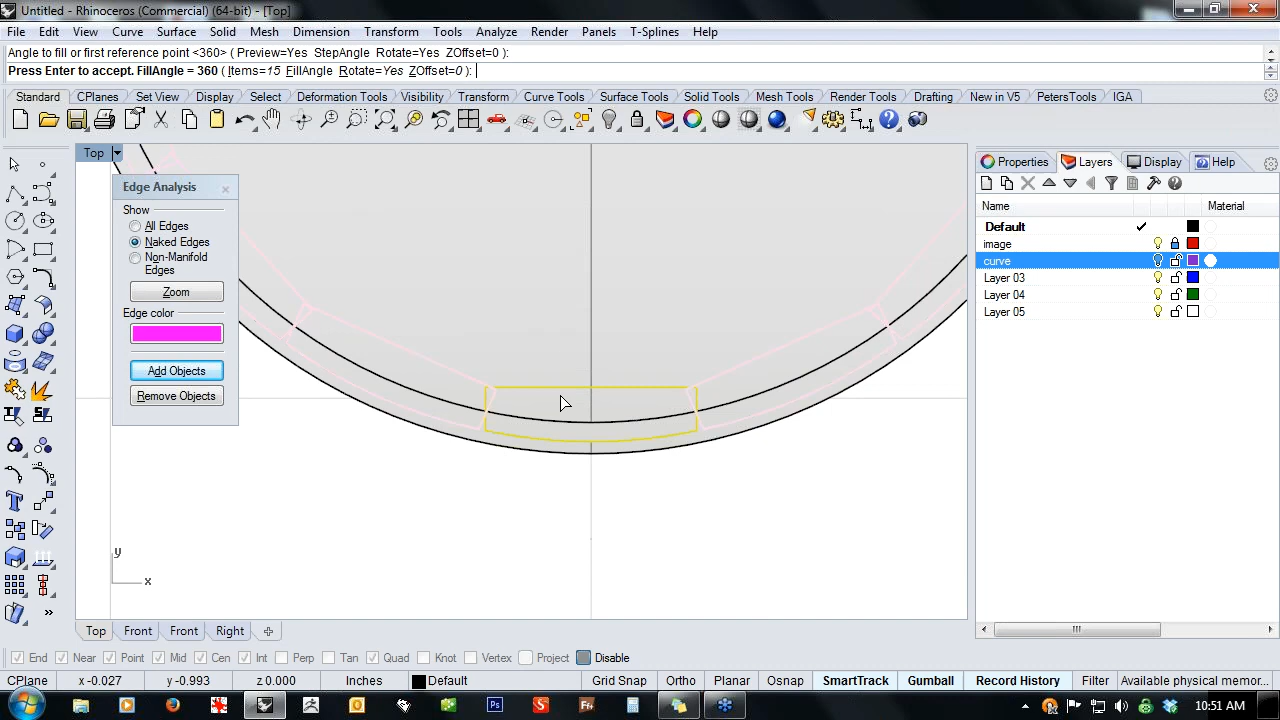 Untitled - Rhinoceros (Commercial) (64-bit) - [Top]
File Edit View Curve Surface Solid Mesh Dimension Transform Tools Analyze Render Panels T-Splines Help
Angle to fill or first reference point <360> ( Preview=Yes StepAngle Rotate=Yes ZOffset=0 ):
Press Enter to accept. FillAngle = 360 ( Items=15 FillAngle Rotate=Yes ZOffset=0 ):
Standard CPlanes Set View Display Select Deformation Tools Visibility Transform Curve Tools Surface Tools Solid Tools Mesh Tools Render Tools Drafting New in V5 PetersTools IGA
Top
Edge Analysis
Show
All Edges
Naked Edges
Non-Manifold
Edges
Zoom
Edge color
Add Objects
Remove Objects
y
x
Properties Layers Display Help
Name Material
Default
image
curve
Layer 03
Layer 04
Layer 05
Top Front Front Right
End Near Point Mid Cen Int Perp Tan Quad Knot Vertex Project Disable
CPlane x -0.027 y -0.993 z 0.000 Inches Default Grid Snap Ortho Planar Osnap SmartTrack Gumball Record History Filter Available physical memor...
10:51 AM